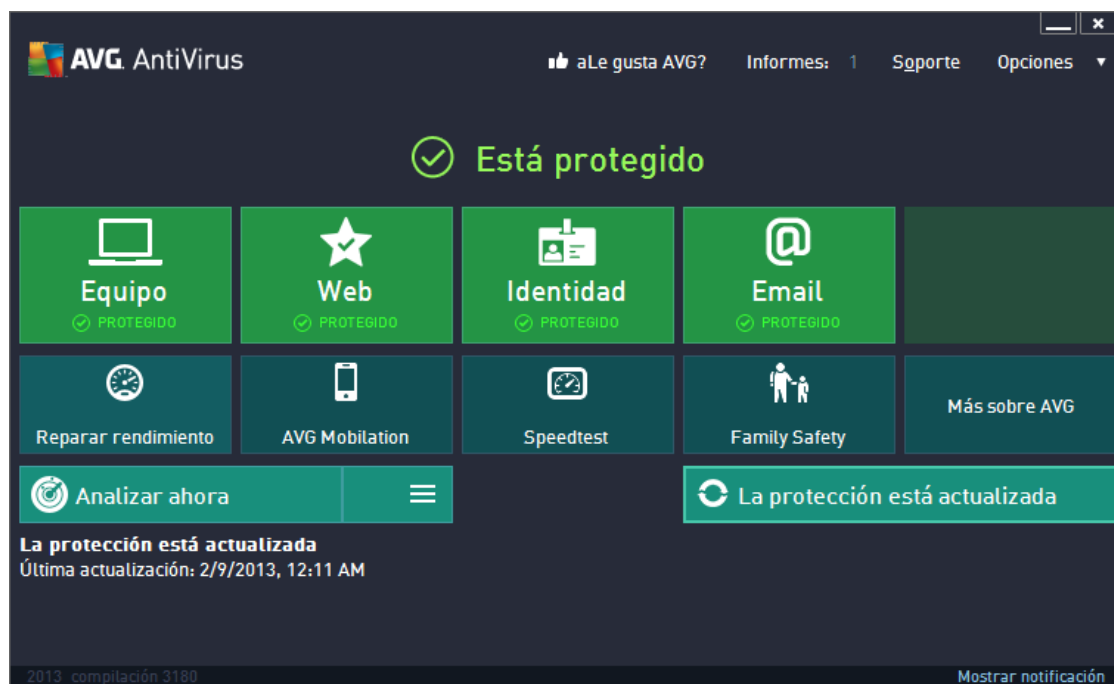 AVG. AntiVirus
aLe gusta AVG? Informes: 1 Soporte Opciones
Está protegido
Equipo Web Identidad Email
PROTEGIDO PROTEGIDO PROTEGIDO PROTEGIDO
Reparar rendimiento AVG Mobilation Speedtest Family Safety Más sobre AVG
Analizar ahora La protección está actualizada
La protección está actualizada
Última actualización: 2/9/2013, 12:11 AM
2013 compilación 3180 Mostrar notificación